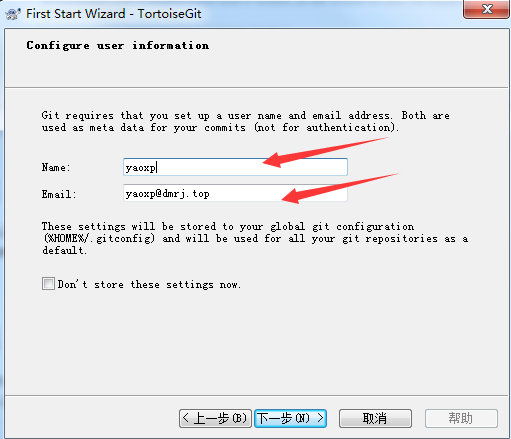 First Start Wizard - TortoiseGit
Configure user information
Git requires that you set up a user name and email address. Both are
used as meta data for your commits (not for authentication).
Name: yaoxp
Email: yaoxp@dmrj.top
These settings will be stored to your global git configuration
(%HOME%/.gitconfig) and will be used for all your git repositories as a
default.
Don't store these settings now.
< 上一步(B) 下一步(N) > 取消 帮助